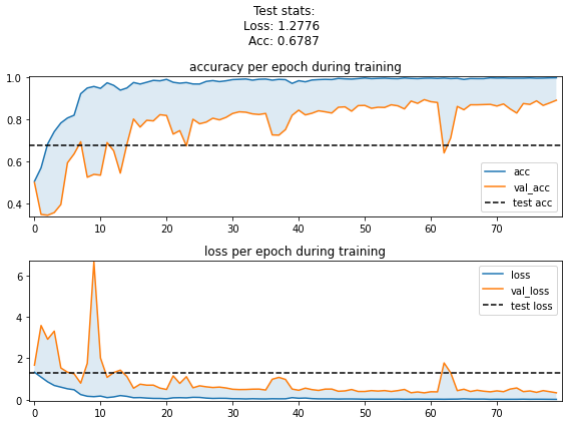 Test stats:
Loss: 1.2776
Acc: 0.6787
accuracy per epoch during training
1.0
0.8
0.6
0.4
acc
val_acc
test acc
0 10 20 30 40 50 60 70
loss per epoch during training
6
4
2
0
loss
val_loss
test loss
0 10 20 30 40 50 60 70